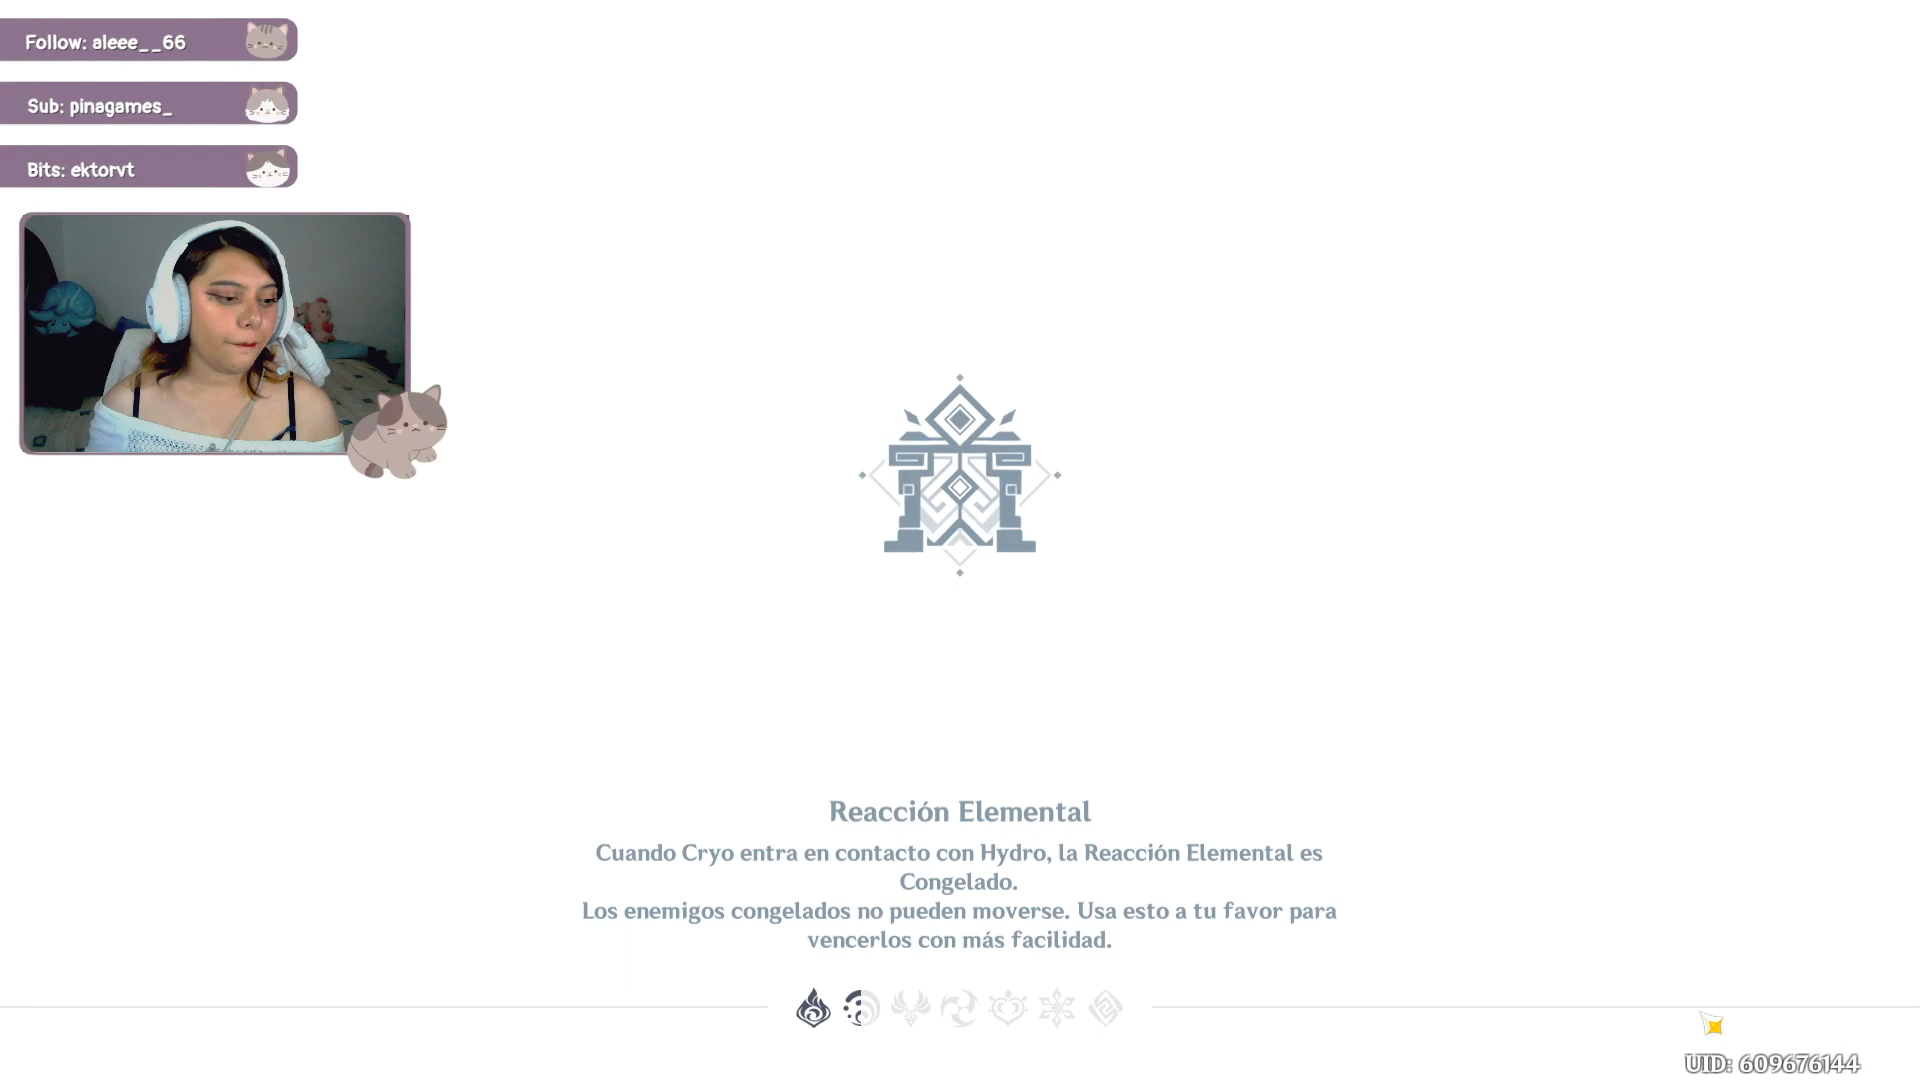 Follow: aleee__66
Sub: pinagames_
Bits: ektorvt
Reacción Elemental
Cuando Cryo entra en contacto con Hydro, la Reacción Elemental es
Congelado.
Los enemigos congelados no pueden moverse. Usa esto a tu favor para
vencerlos con más facilidad.
UID: 609676144